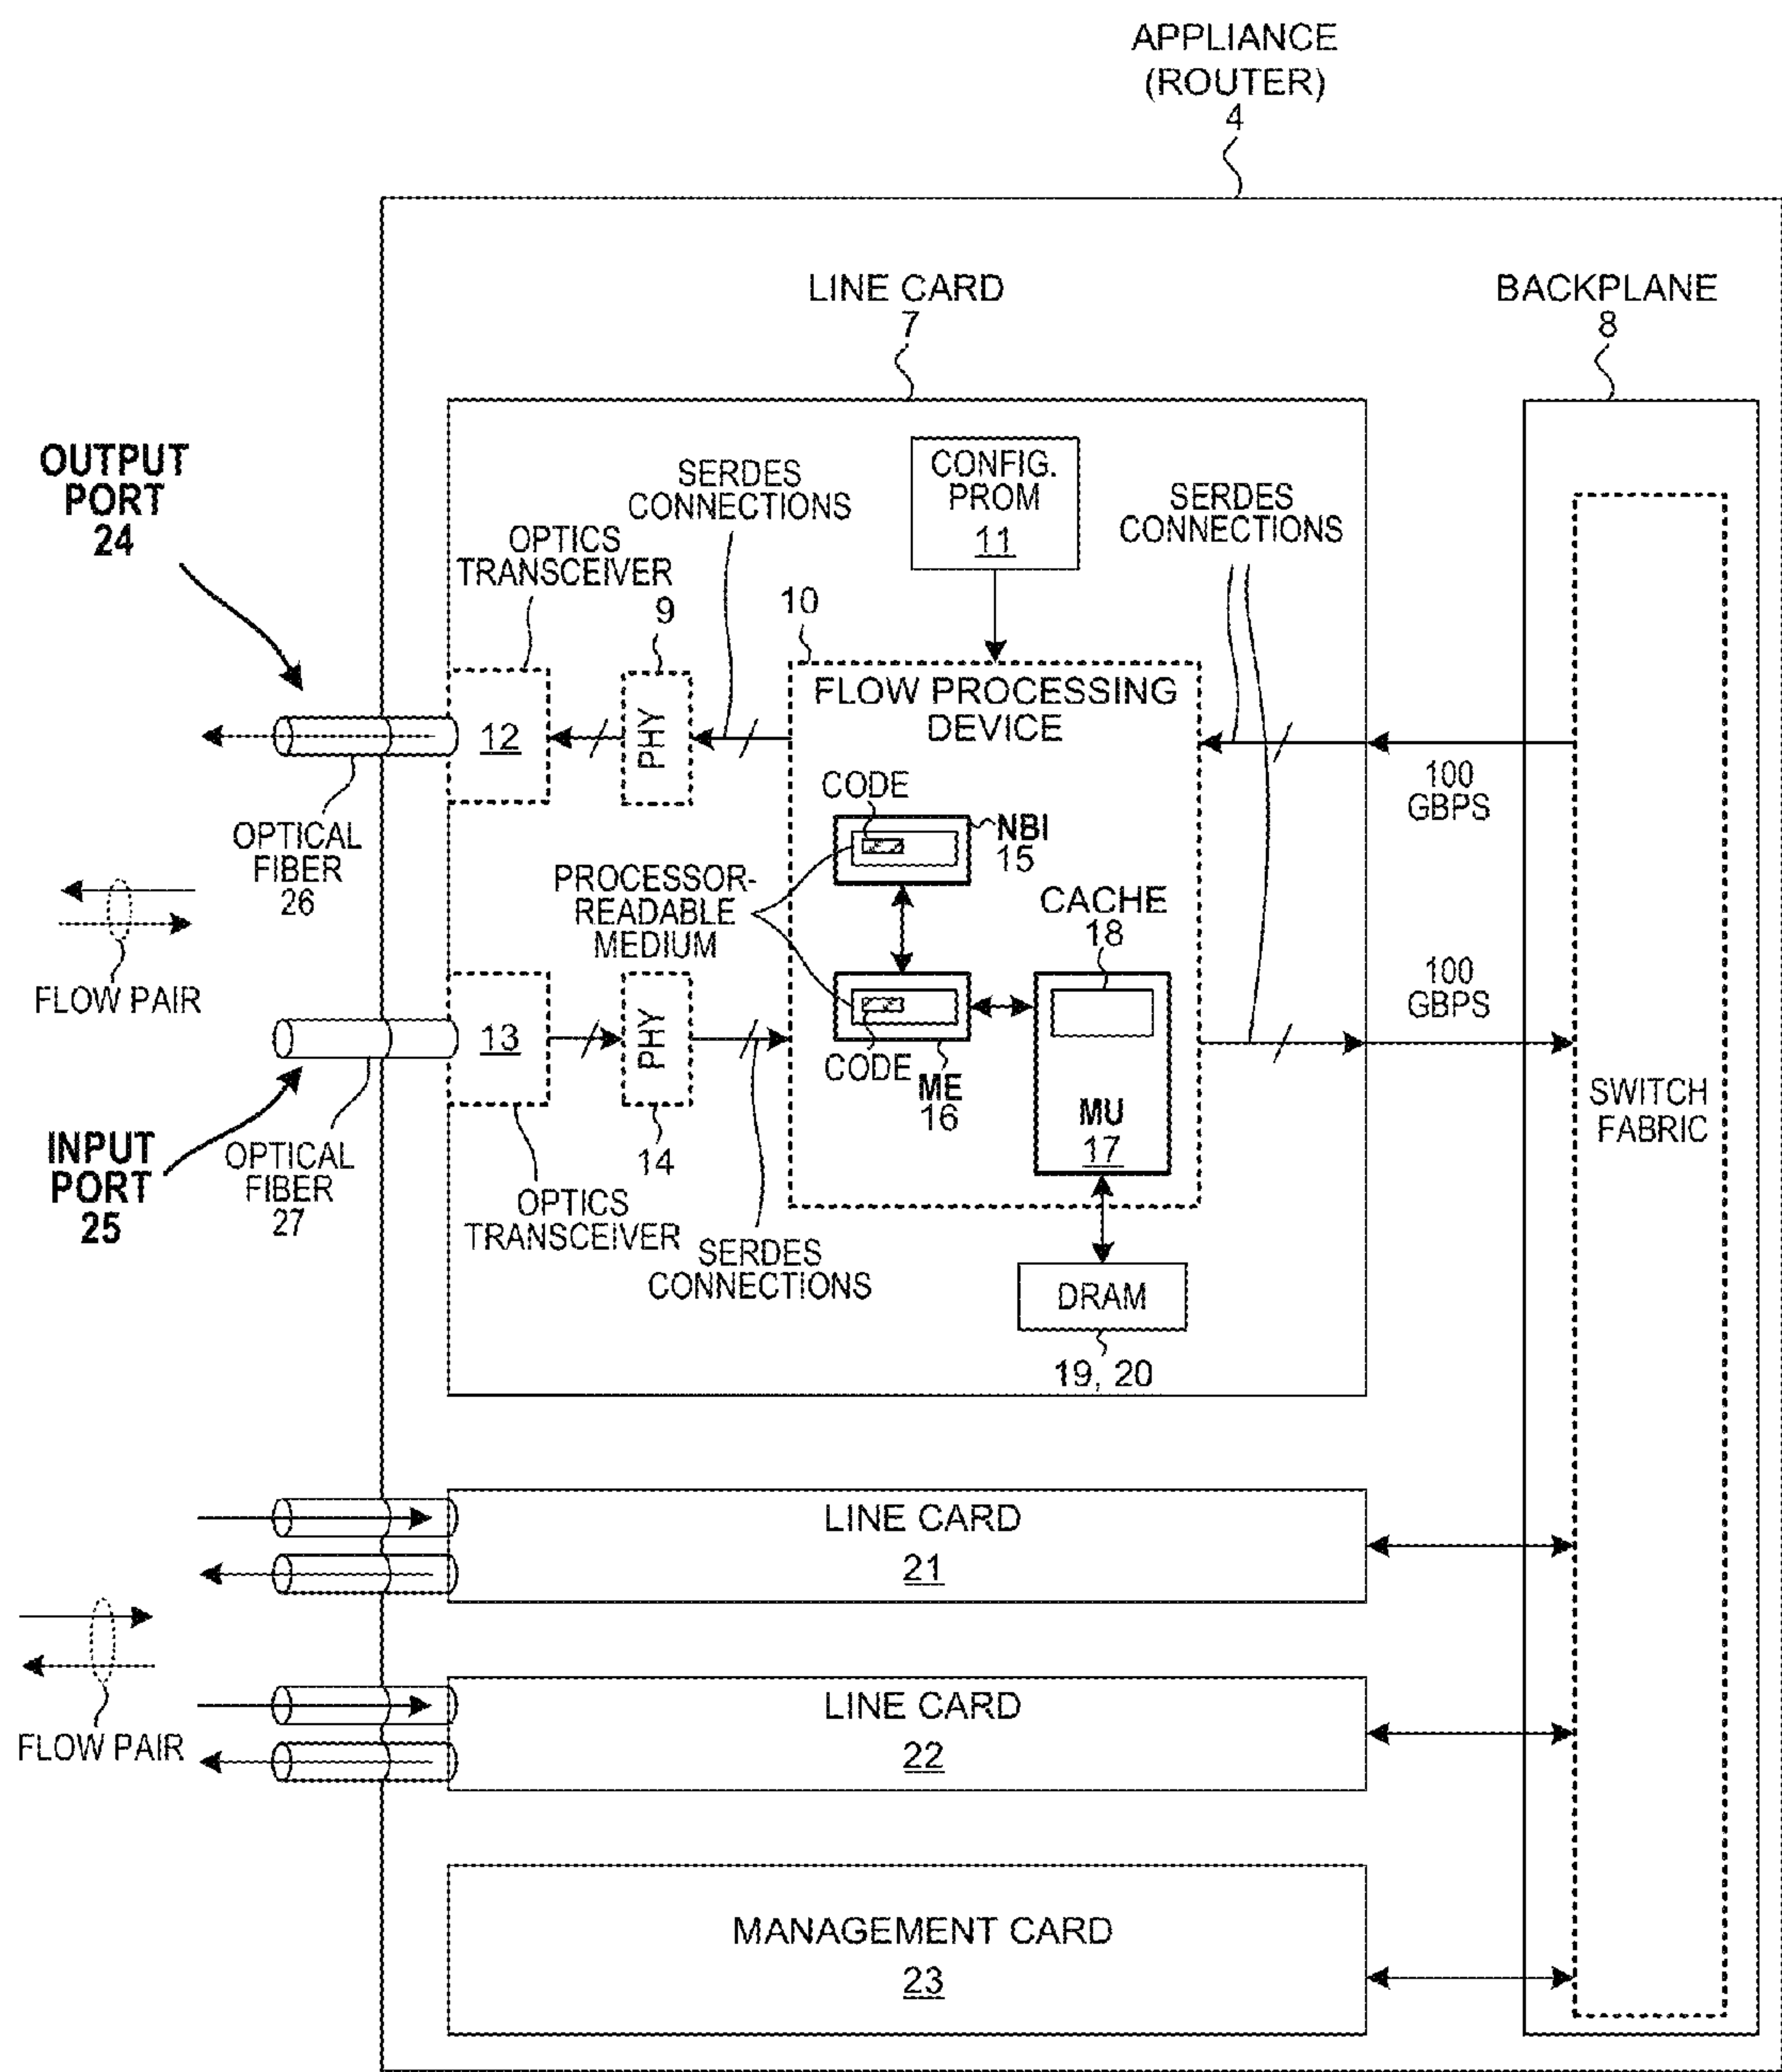 APPLIANCE
(ROUTER)
4
LINE CARD
7
BACKPLANE
8
OUTPUT
PORT
24
OPTICS
TRANSCEIVER
SERDES
CONNECTIONS
CONFIG.
PROM
11
SERDES
CONNECTIONS
9
10
12
PHY
FLOW PROCESSING
DEVICE
100
GBPS
OPTICAL
FIBER
26
CODE
NBI
15
PROCESSOR-
READABLE
MEDIUM
CACHE
18
FLOW PAIR
13
PHY
CODE
ME
16
MU
17
100
GBPS
SWITCH
FABRIC
INPUT
PORT
25
OPTICAL
FIBER
27
14
OPTICS
TRANSCEIVER
SERDES
CONNECTIONS
DRAM
19, 20
LINE CARD
21
LINE CARD
22
FLOW PAIR
MANAGEMENT CARD
23